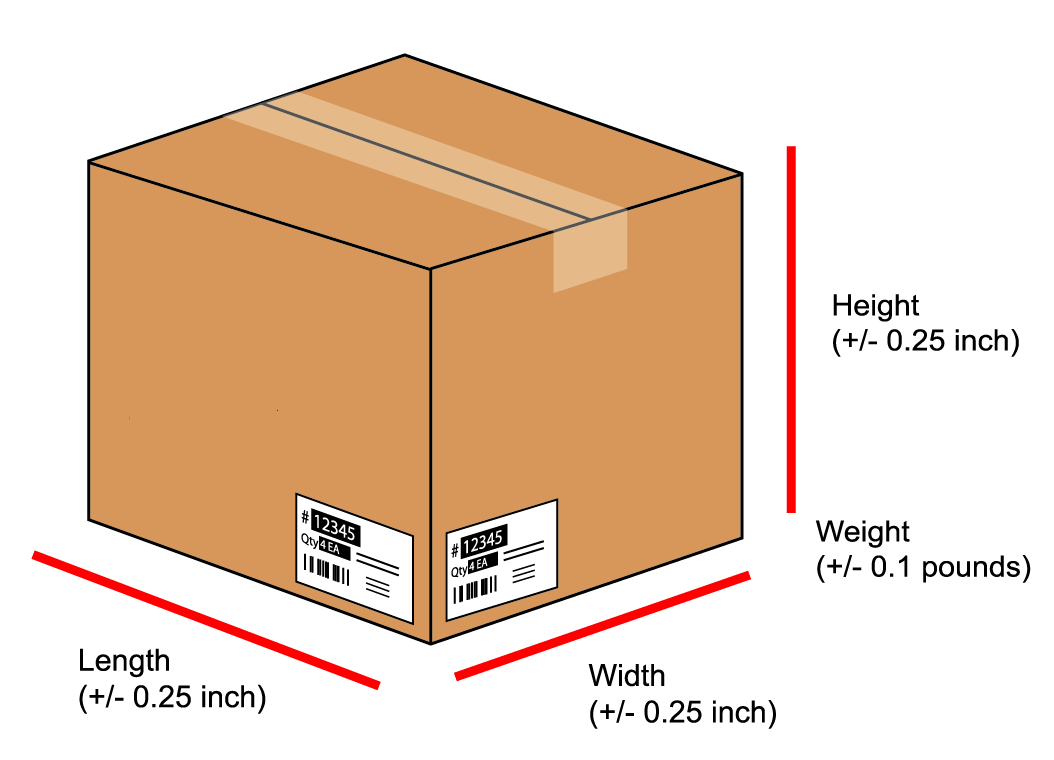 Height
(+/- 0.25 inch)
Weight
(+/- 0.1 pounds)
# 12345
Qty 4 EA
# 12345
Qty 4 EA
Length
(+/- 0.25 inch)
Width
(+/- 0.25 inch)